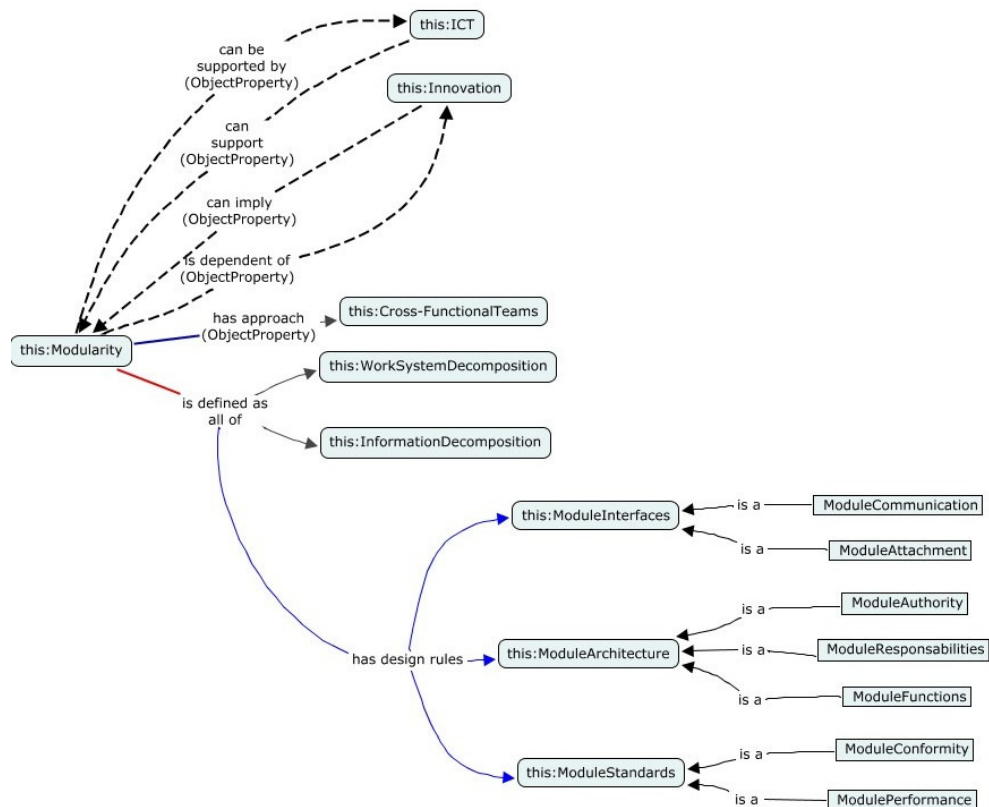 this:ICT
can be
supported by
(ObjectProperty)
this:Innovation
can
support
(ObjectProperty)
can imply
(ObjectProperty)
is dependent of
(ObjectProperty)
has approach
(ObjectProperty)
this:Cross-FunctionalTeams
this:Modularity
this:WorkSystemDecomposition
is defined as
all of
this:InformationDecomposition
this:ModuleInterfaces
is a
ModuleCommunication
is a
ModuleAttachment
is a
ModuleAuthority
has design rules
this:ModuleArchitecture
is a
ModuleResponsabilities
is a
ModuleFunctions
this:ModuleStandards
is a
ModuleConformity
is a
ModulePerformance